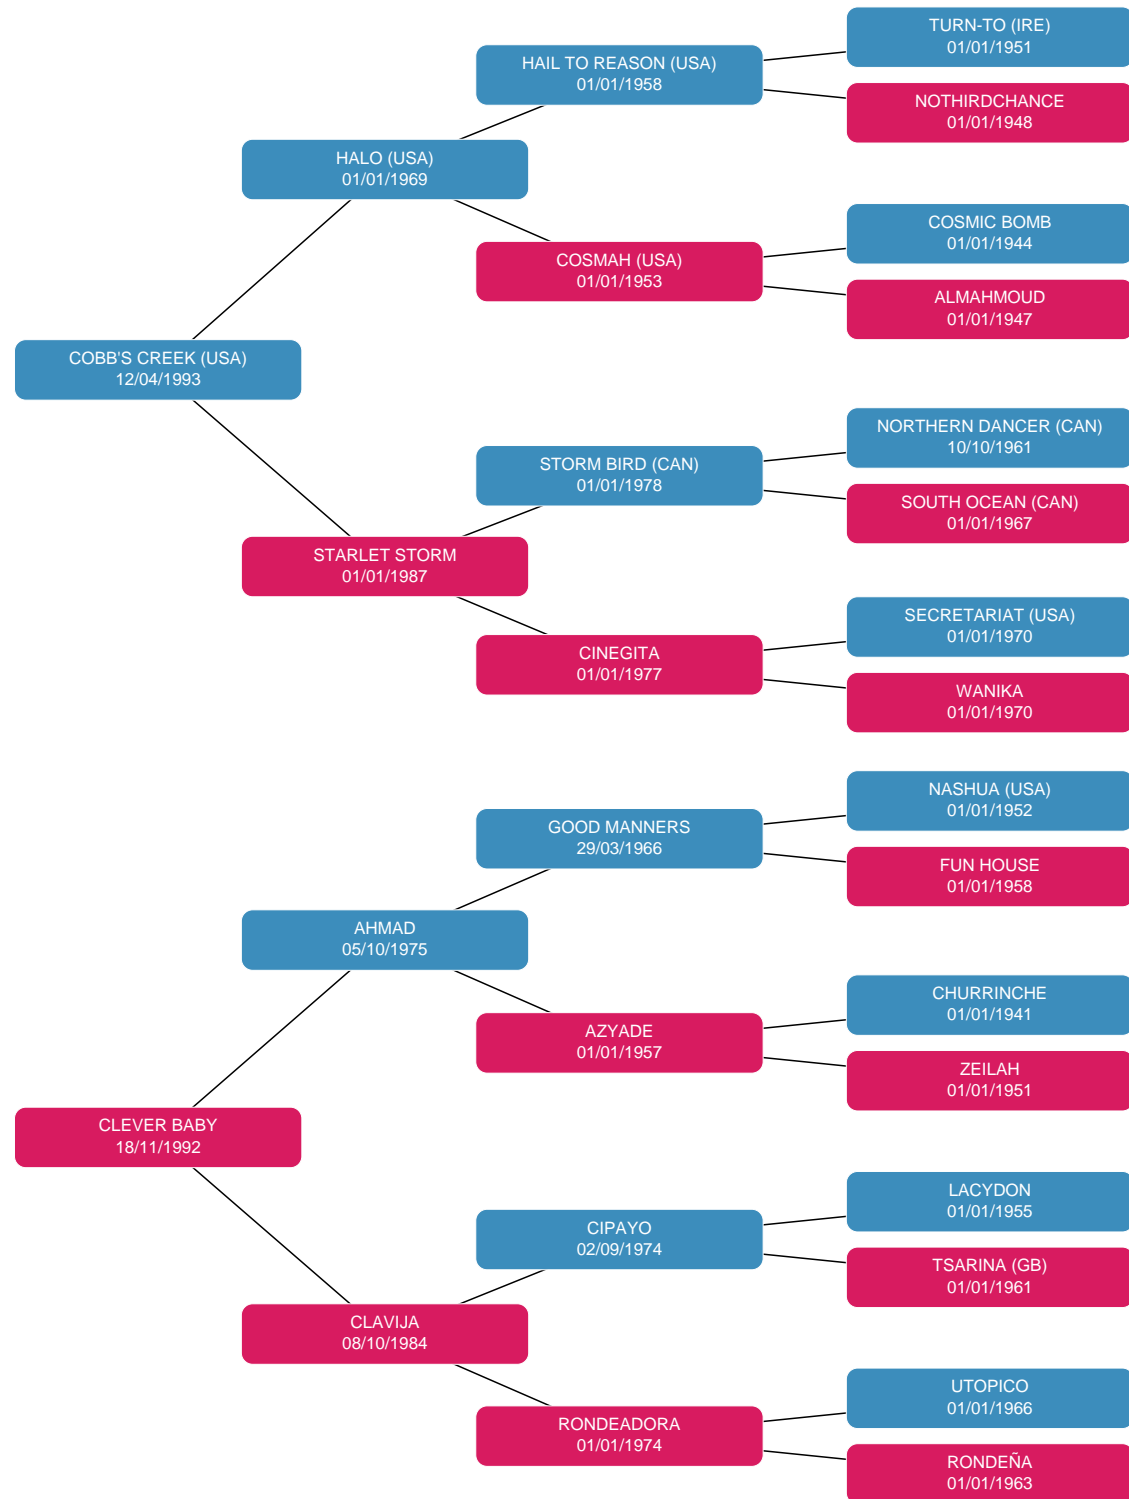 TURN-TO (IRE)
01/01/1951
HAIL TO REASON (USA)
01/01/1958
NOTHIRDCHANCE
01/01/1948
HALO (USA)
01/01/1969
COSMIC BOMB
01/01/1944
COSMAH (USA)
01/01/1953
ALMAHMOUD
01/01/1947
COBB'S CREEK (USA)
12/04/1993
NORTHERN DANCER (CAN)
10/10/1961
STORM BIRD (CAN)
01/01/1978
SOUTH OCEAN (CAN)
01/01/1967
STARLET STORM
01/01/1987
SECRETARIAT (USA)
01/01/1970
CINEGITA
01/01/1977
WANIKA
01/01/1970
NASHUA (USA)
01/01/1952
GOOD MANNERS
29/03/1966
FUN HOUSE
01/01/1958
AHMAD
05/10/1975
CHURRINCHE
01/01/1941
AZYADE
01/01/1957
ZEILAH
01/01/1951
CLEVER BABY
18/11/1992
LACYDON
01/01/1955
CIPAYO
02/09/1974
TSARINA (GB)
01/01/1961
CLAVIJA
08/10/1984
UTOPICO
01/01/1966
RONDEADORA
01/01/1974
RONDEÑA
01/01/1963